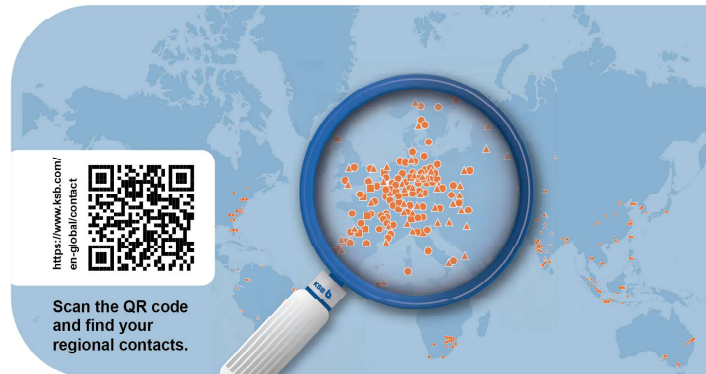 https://www.ksb.com/
en-global/contact
Scan the QR code
and find your
regional contacts.
KSB